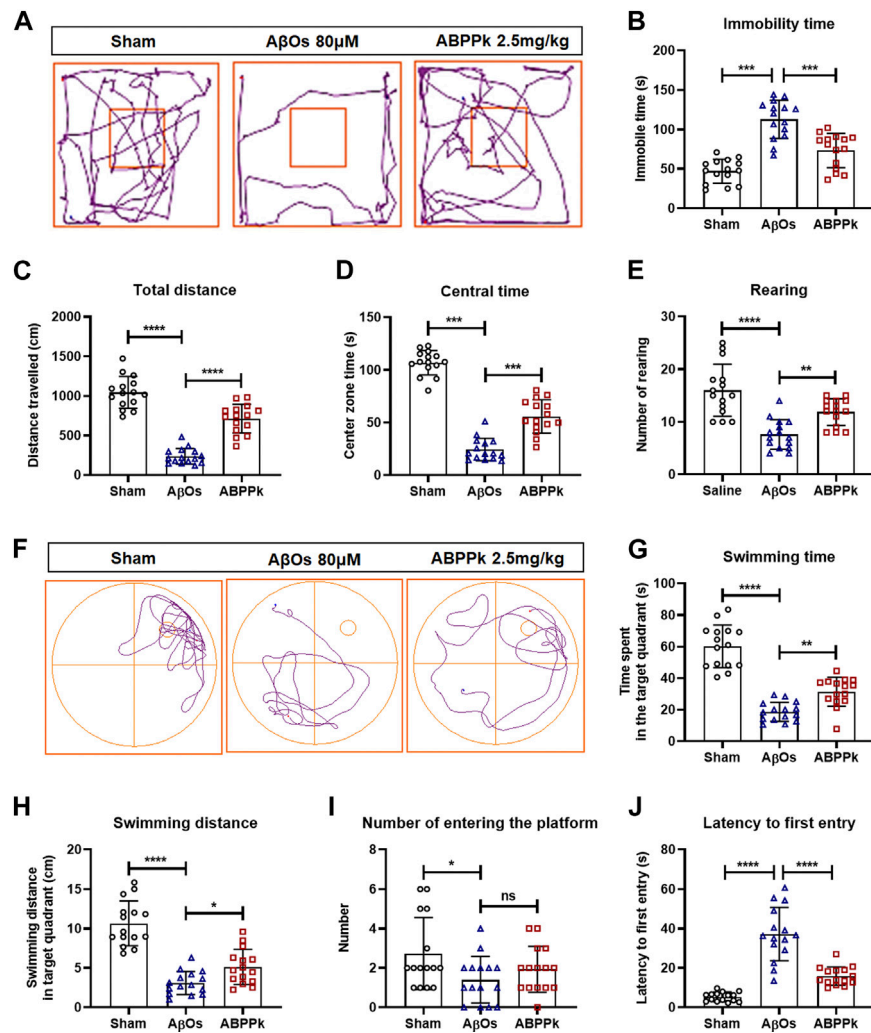 A
Sham AβOs 80μM ABPPk 2.5mg/kg
B
Immobility time
Immobile time (s)
200
150
100
50
0
*** ***
Sham AβOs ABPPk
C
Total distance
Distance travelled (cm)
2000
1500
1000
500
0
****
****
Sham AβOs ABPPk
D
Central time
Center zone time (s)
150
100
50
0
***
***
Sham AβOs ABPPk
E
Rearing
Number of rearing
30
20
10
0
****
**
Saline AβOs ABPPk
F
Sham AβOs 80μM ABPPk 2.5mg/kg
G
Swimming time
Time spent
in the target quadrant (s)
100
80
60
40
20
0
****
**
Sham AβOs ABPPk
H
Swimming distance
Swimming distance
in target quadrant (cm)
20
15
10
5
0
****
*
Sham AβOs ABPPk
I
Number of entering the platform
Number
8
6
4
2
0
*
ns
Sham AβOs ABPPk
J
Latency to first entry
Latency to first entry (s)
80
60
40
20
0
**** ****
Sham AβOs ABPPk